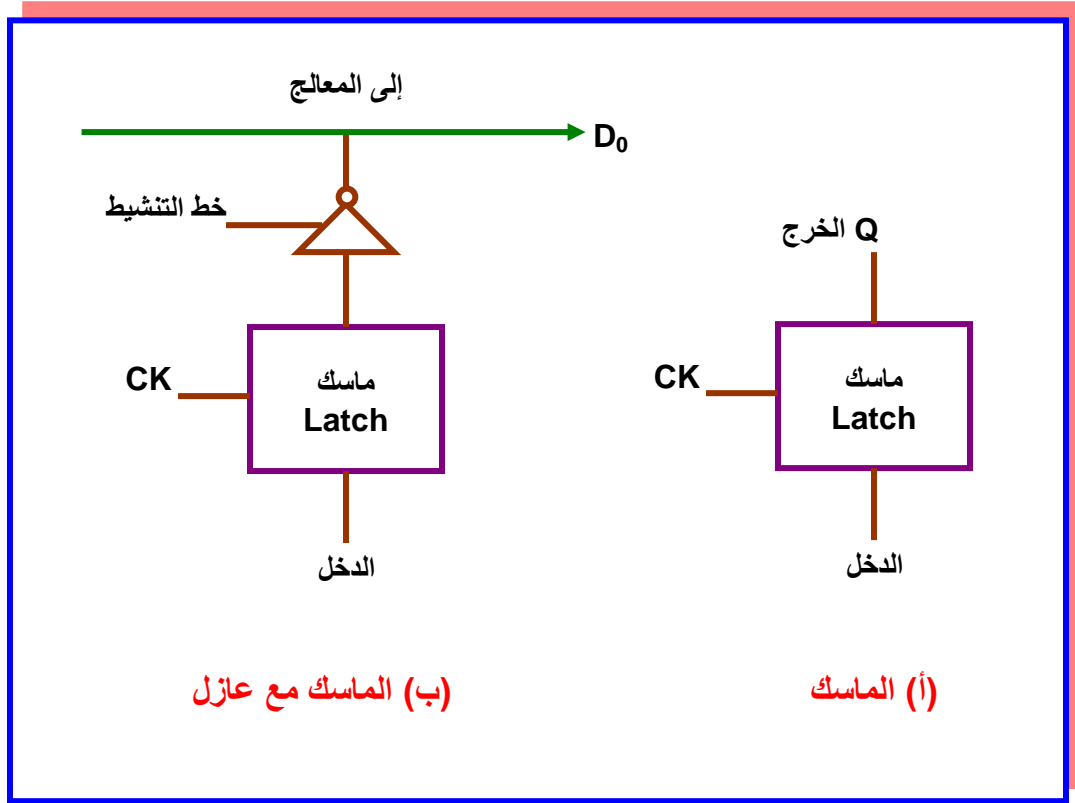 إلى المعالج
D0
خط التنشيط
Q الخرج
CK
ماسك
Latch
CK
ماسك
Latch
الدخل
الدخل
(أ) الماسك
(ب) الماسك مع عازل